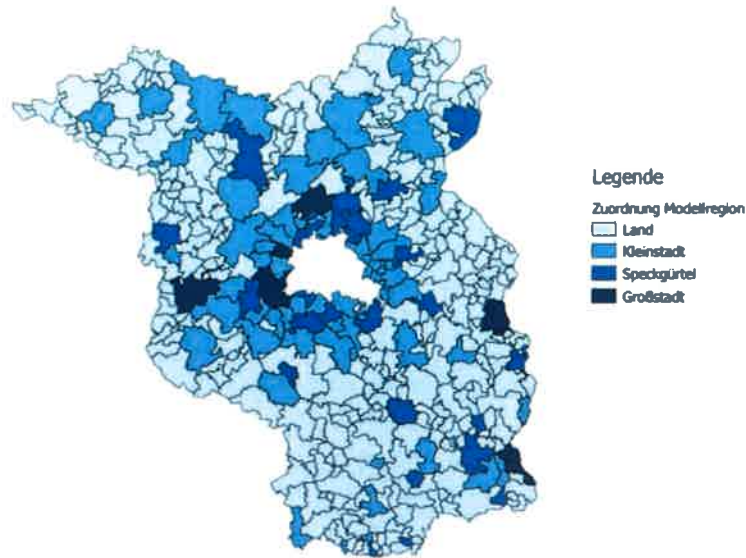 Legende
Zuordnung Modellregion
Land
Kleinstadt
Speckgürtel
Großstadt